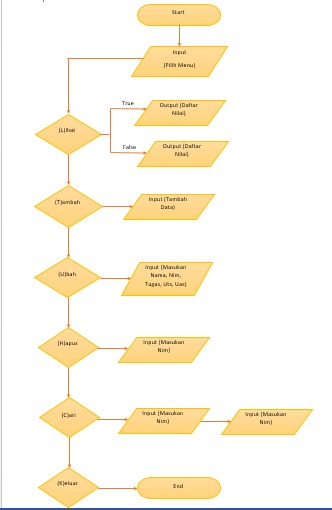 Start
Input
(Pilih Menu)
True
Output (Daftar
Nilai)
(L)ihat
False
Output (Daftar
Nilai)
(T)ambah
Input (Tambah
Data)
(U)bah
Input (Masukan
Nama, Nim,
Tugas, Uts, Uas)
(H)apus
Input (Masukan
Nim)
(C)ari
Input (Masukan
Nim)
Input (Masukan
Nim)
(K)eluar
End